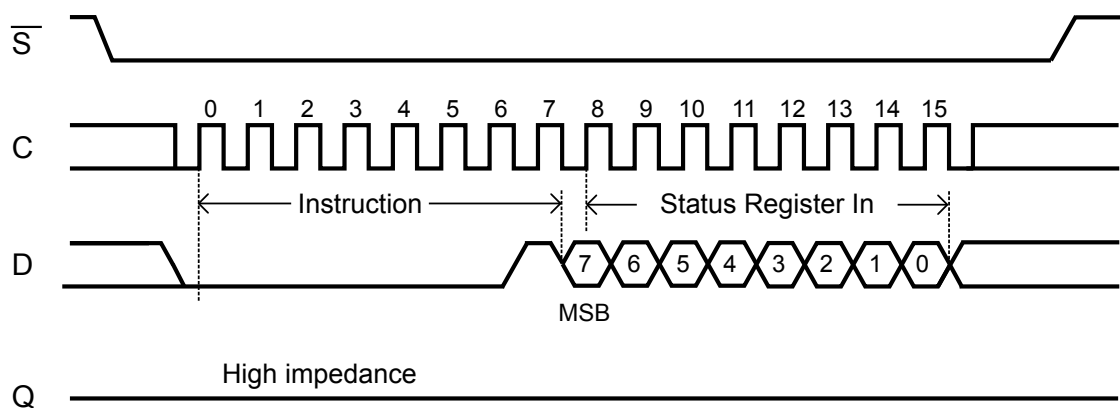 S
0 1 2 3 4 5 6 7 8 9 10 11 12 13 14 15
C
Instruction Status Register In
D 7 6 5 4 3 2 1 0
MSB
High impedance
Q